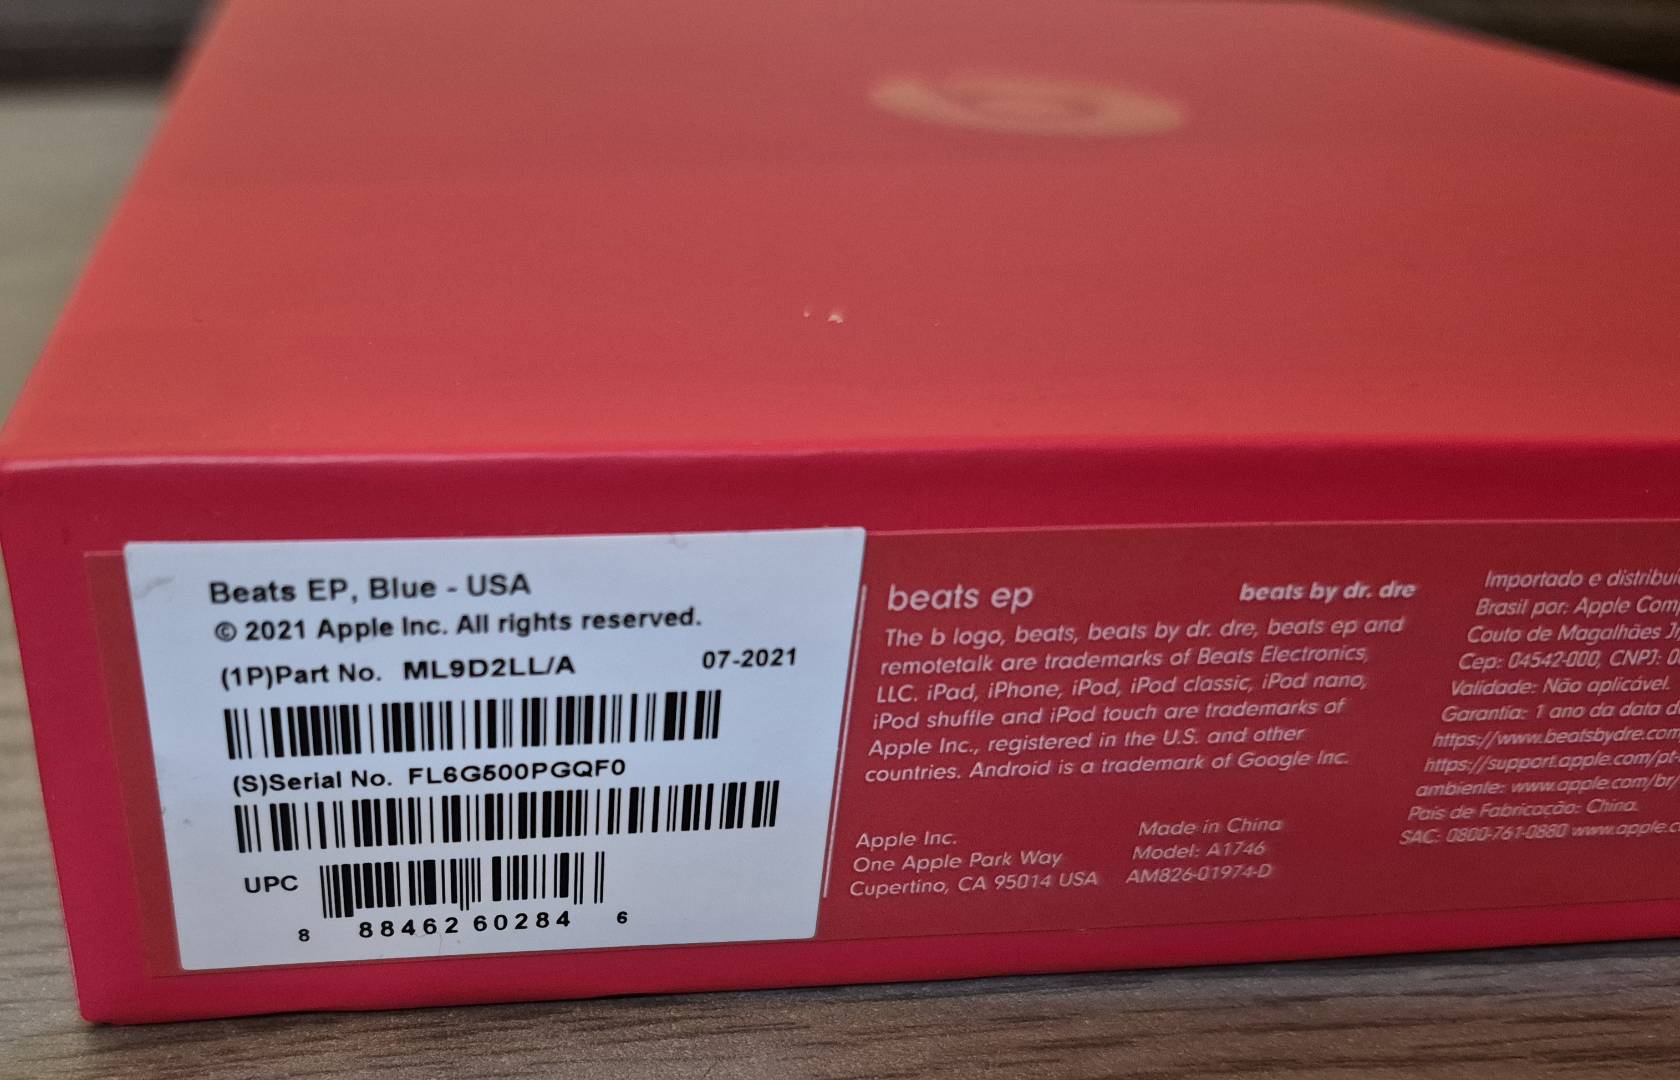 Beats EP, Blue - USA
© 2021 Apple Inc. All rights reserved.
(1P)Part No. ML9D2LL/A 07-2021
(S)Serial No. FL6G500PGQF0
UPC
8 88462 60284 6
beats ep beats by dr. dre
The b logo, beats, beats by dr. dre, beats ep and
remotetalk are trademarks of Beats Electronics,
LLC. iPad, iPhone, iPod, iPod classic, iPod nano,
iPod shuffle and iPod touch are trademarks of
Apple Inc., registered in the U.S. and other
countries. Android is a trademark of Google Inc.
Apple Inc.
One Apple Park Way
Cupertino, CA 95014 USA
Made in China
Model: A1746
AM826-01974-D
Importado e distribui
Brasil por: Apple Com
Couto de Magalhães
Cep: 04542-000, CNPJ: 0
Validade: Não aplicável.
Garantia: 1 ano da data d
https://www.beatsbydre.com
https://support.apple.com/pt-
ambiente: www.apple.com/br/
País de Fabricação: China.
SAC: 0800-761-0880 www.apple.c